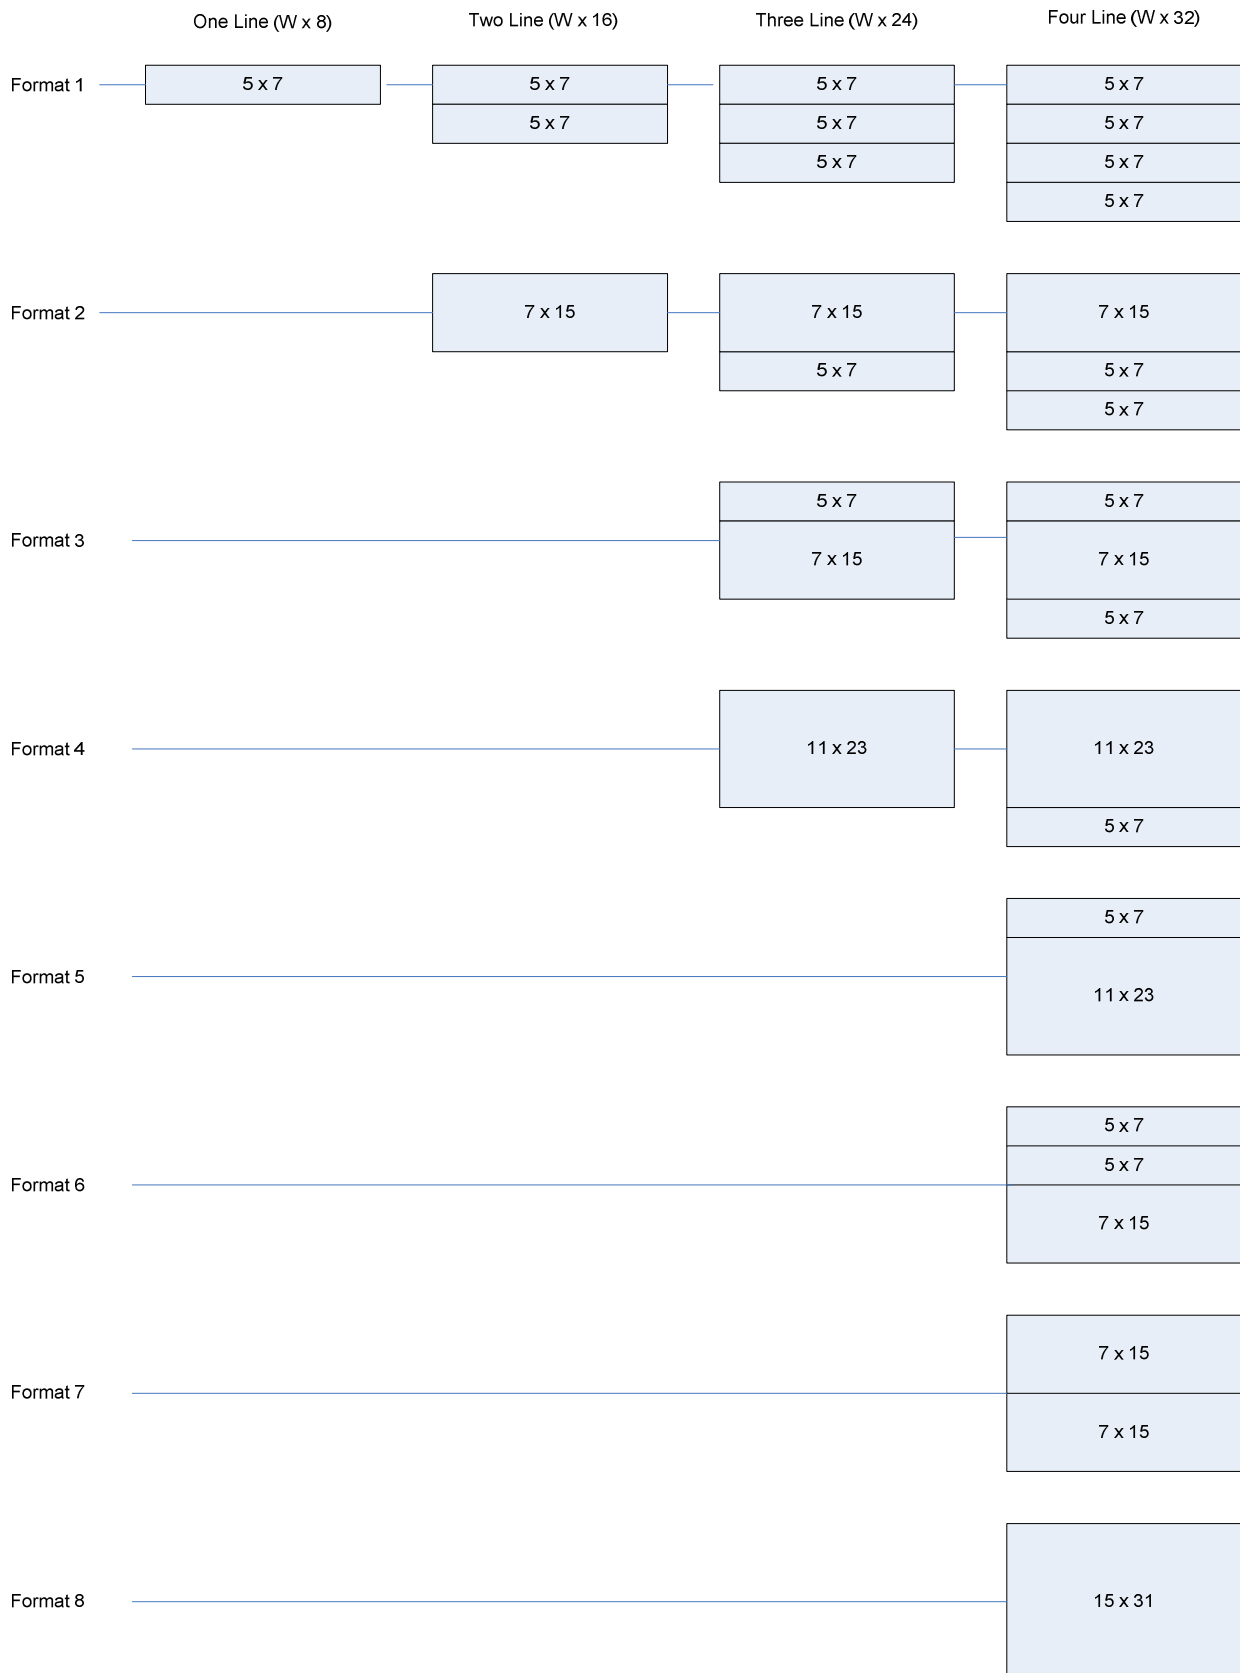 One Line (W x 8) Two Line (W x 16) Three Line (W x 24) Four Line (W x 32)
Format 1 5 x 7 5 x 7 5 x 7 5 x 7
5 x 7 5 x 7 5 x 7
5 x 7 5 x 7
5 x 7
Format 2 7 x 15 7 x 15 7 x 15
5 x 7 5 x 7
5 x 7
5 x 7 5 x 7
Format 3 7 x 15 7 x 15
5 x 7
Format 4 11 x 23 11 x 23
5 x 7
5 x 7
Format 5 11 x 23
5 x 7
5 x 7
Format 6
7 x 15
7 x 15
Format 7
7 x 15
Format 8 15 x 31